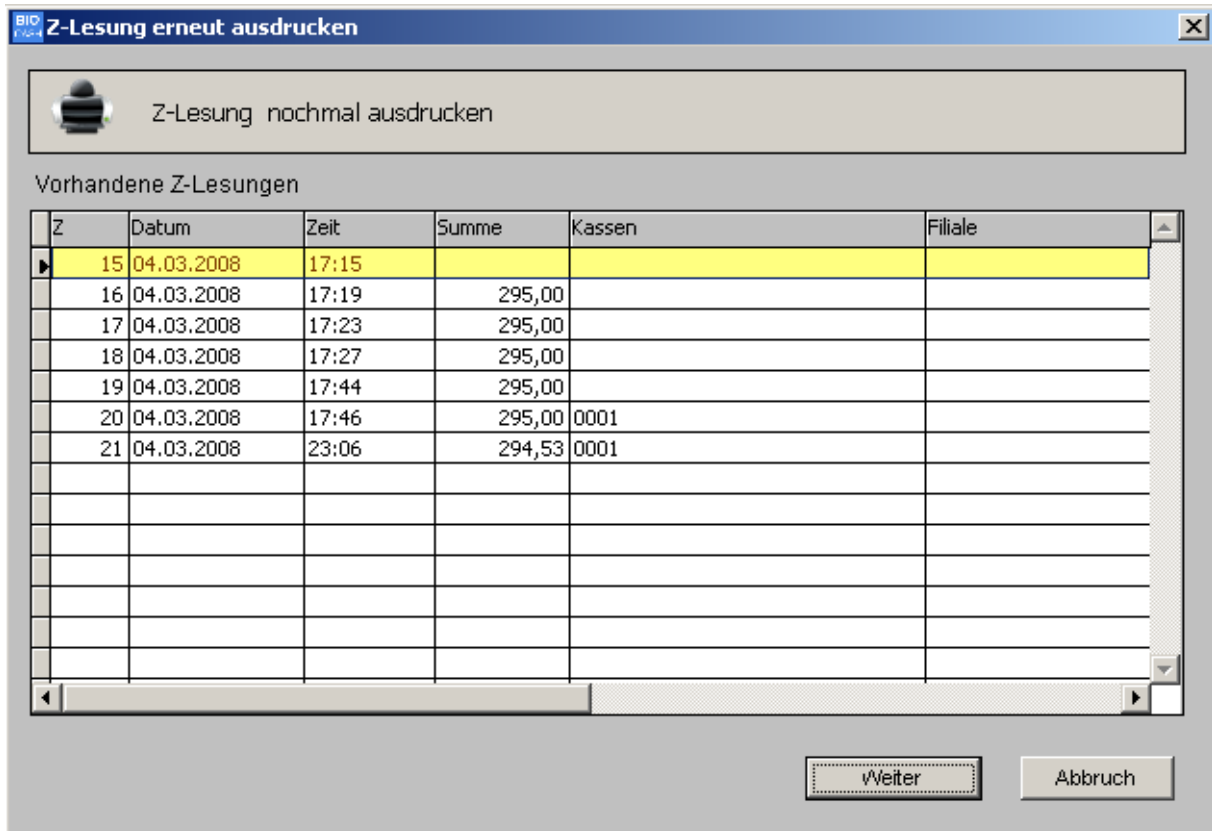 BIO CASH Z-Lesung erneut ausdrucken
Z-Lesung nochmal ausdrucken
Vorhandene Z-Lesungen
Z Datum Zeit Summe Kassen Filiale
15 04.03.2008 17:15
16 04.03.2008 17:19 295,00
17 04.03.2008 17:23 295,00
18 04.03.2008 17:27 295,00
19 04.03.2008 17:44 295,00
20 04.03.2008 17:46 295,00 0001
21 04.03.2008 23:06 294,53 0001
Weiter Abbruch